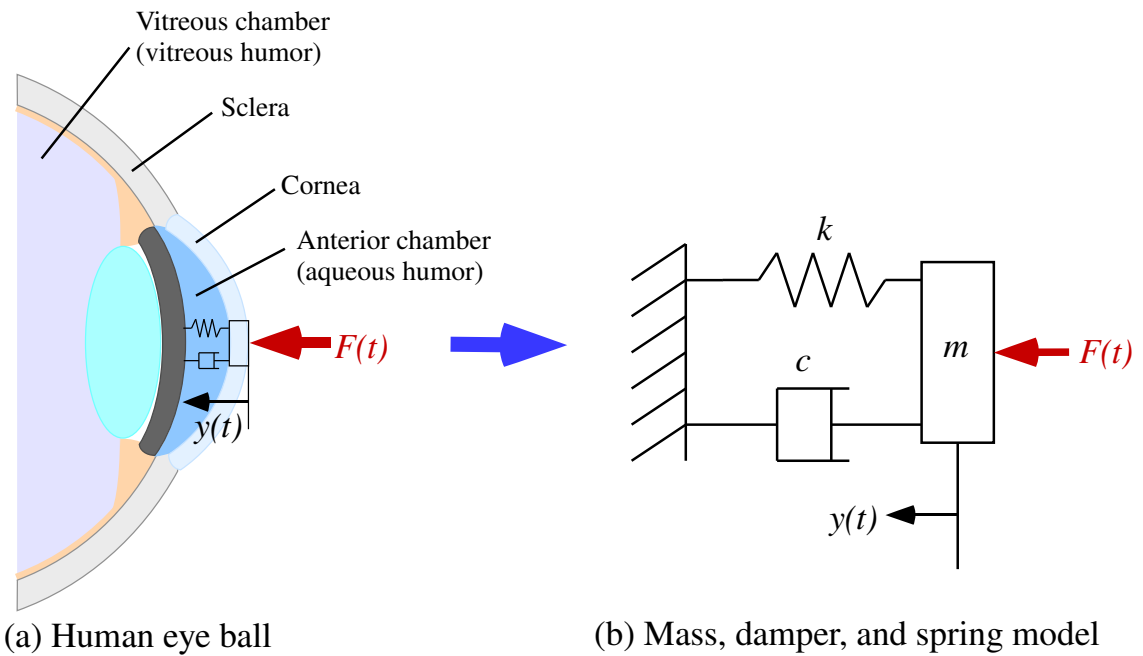 Vitreous chamber
(vitreous humor)
Sclera
Cornea
Anterior chamber
(aqueous humor)
F(t)
y(t)
k
c
m
F(t)
y(t)
(a) Human eye ball
(b) Mass, damper, and spring model